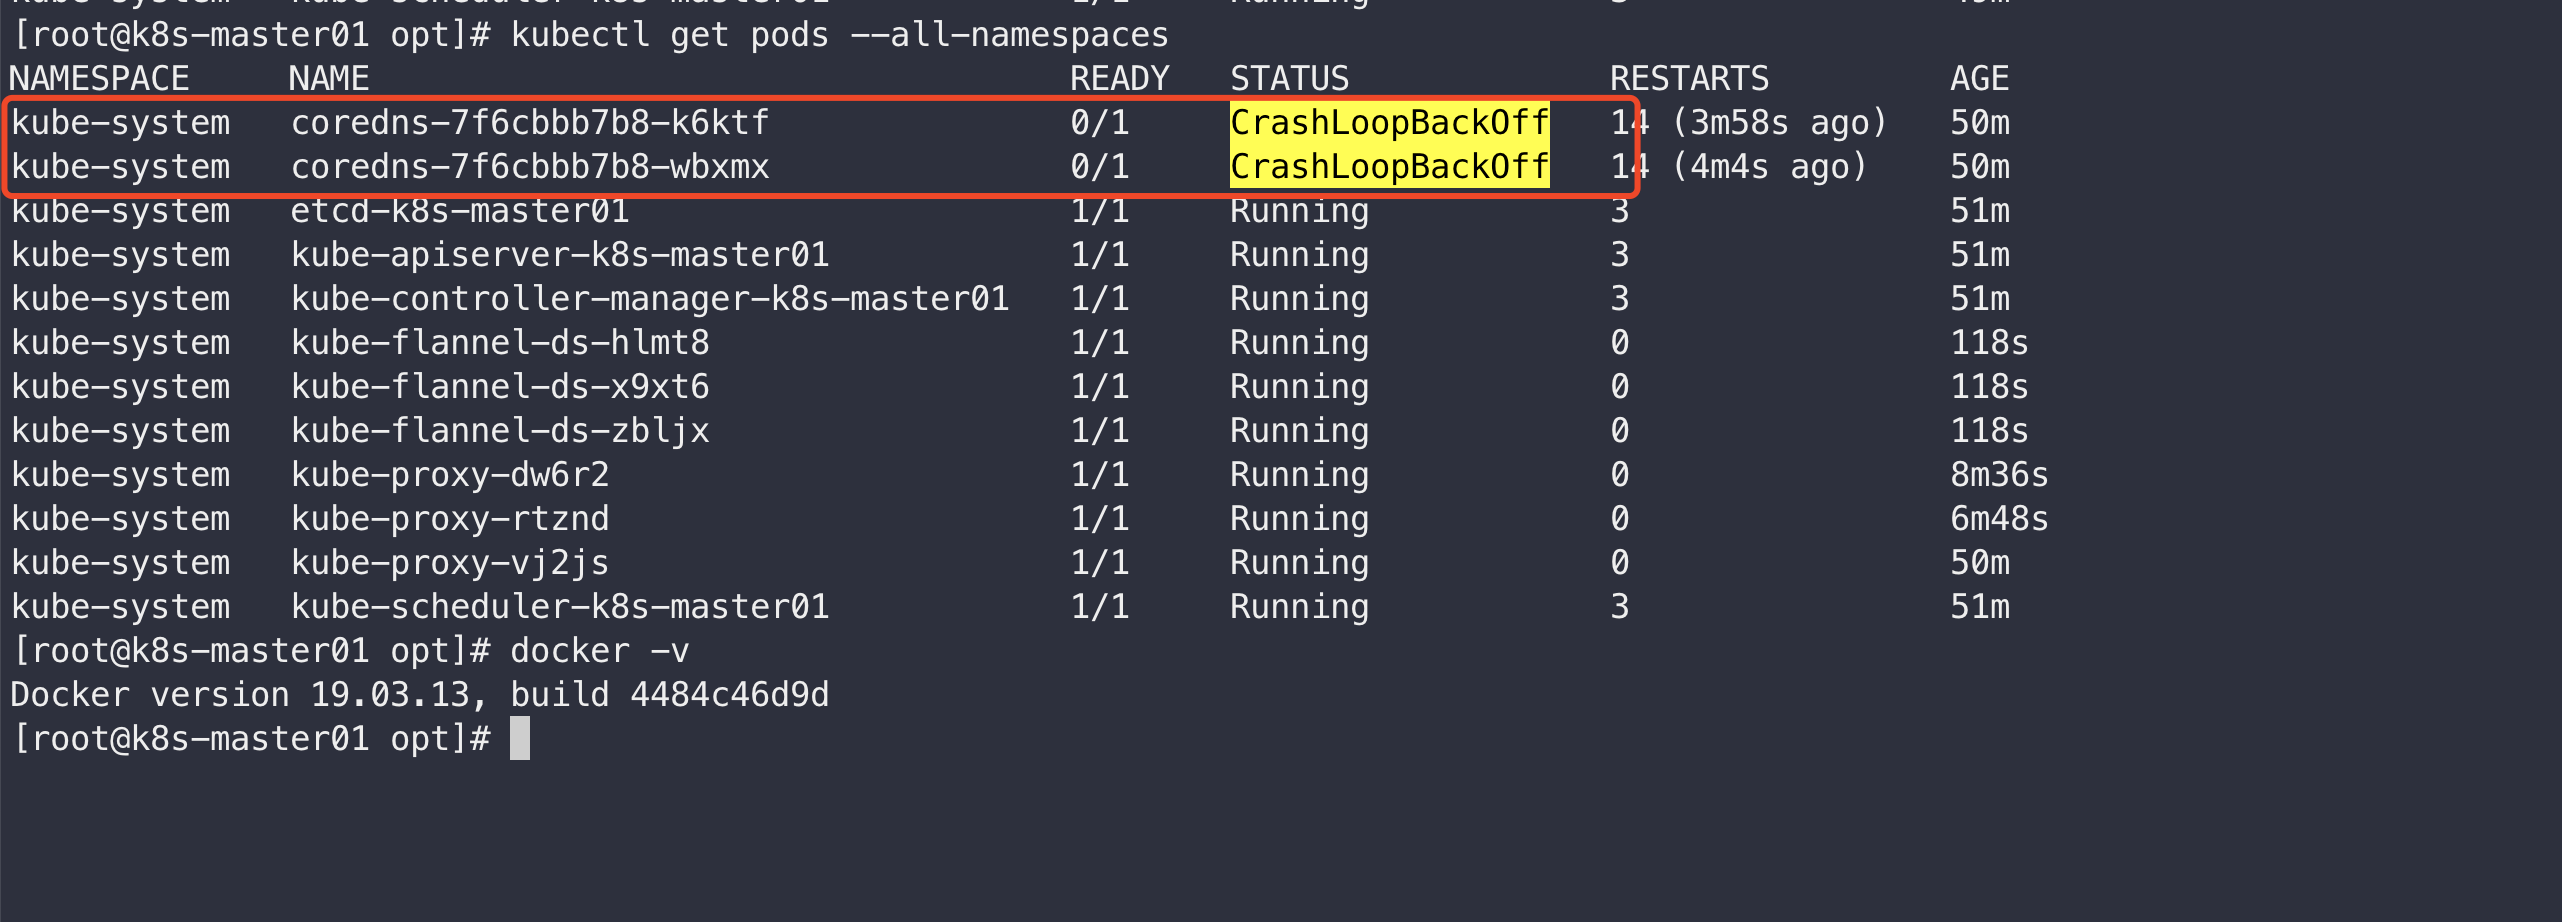 [root@k8s-master01 opt]# kubectl get pods --all-namespaces
NAMESPACE NAME READY STATUS RESTARTS AGE
kube-system coredns-7f6cbbb7b8-k6ktf 0/1 CrashLoopBackOff 14 (3m58s ago) 50m
kube-system coredns-7f6cbbb7b8-wbxmx 0/1 CrashLoopBackOff 14 (4m4s ago) 50m
kube-system etcd-k8s-master01 1/1 Running 3 51m
kube-system kube-apiserver-k8s-master01 1/1 Running 3 51m
kube-system kube-controller-manager-k8s-master01 1/1 Running 3 51m
kube-system kube-flannel-ds-hlmt8 1/1 Running 0 118s
kube-system kube-flannel-ds-x9xt6 1/1 Running 0 118s
kube-system kube-flannel-ds-zbljx 1/1 Running 0 118s
kube-system kube-proxy-dw6r2 1/1 Running 0 8m36s
kube-system kube-proxy-rtznd 1/1 Running 0 6m48s
kube-system kube-proxy-vj2js 1/1 Running 0 50m
kube-system kube-scheduler-k8s-master01 1/1 Running 3 51m
[root@k8s-master01 opt]# docker -v
Docker version 19.03.13, build 4484c46d9d
[root@k8s-master01 opt]#